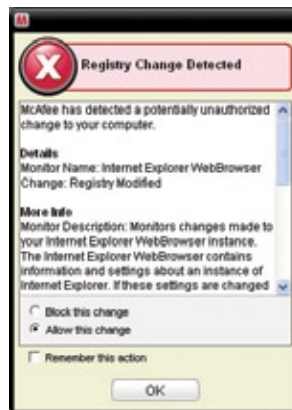 M
Registry Change Detected
McAfee has detected a potentially unauthorized
change to your computer.
Details
Monitor Name: Internet Explorer WebBrowser
Change: Registry Modified
More Info
Monitor Description: Monitors changes made to
your Internet Explorer WebBrowser instance.
The Internet Explorer WebBrowser contains
information and settings about an instance of
Internet Explorer. If these settings are changed
Block this change
Allow this change
Remember this action
OK